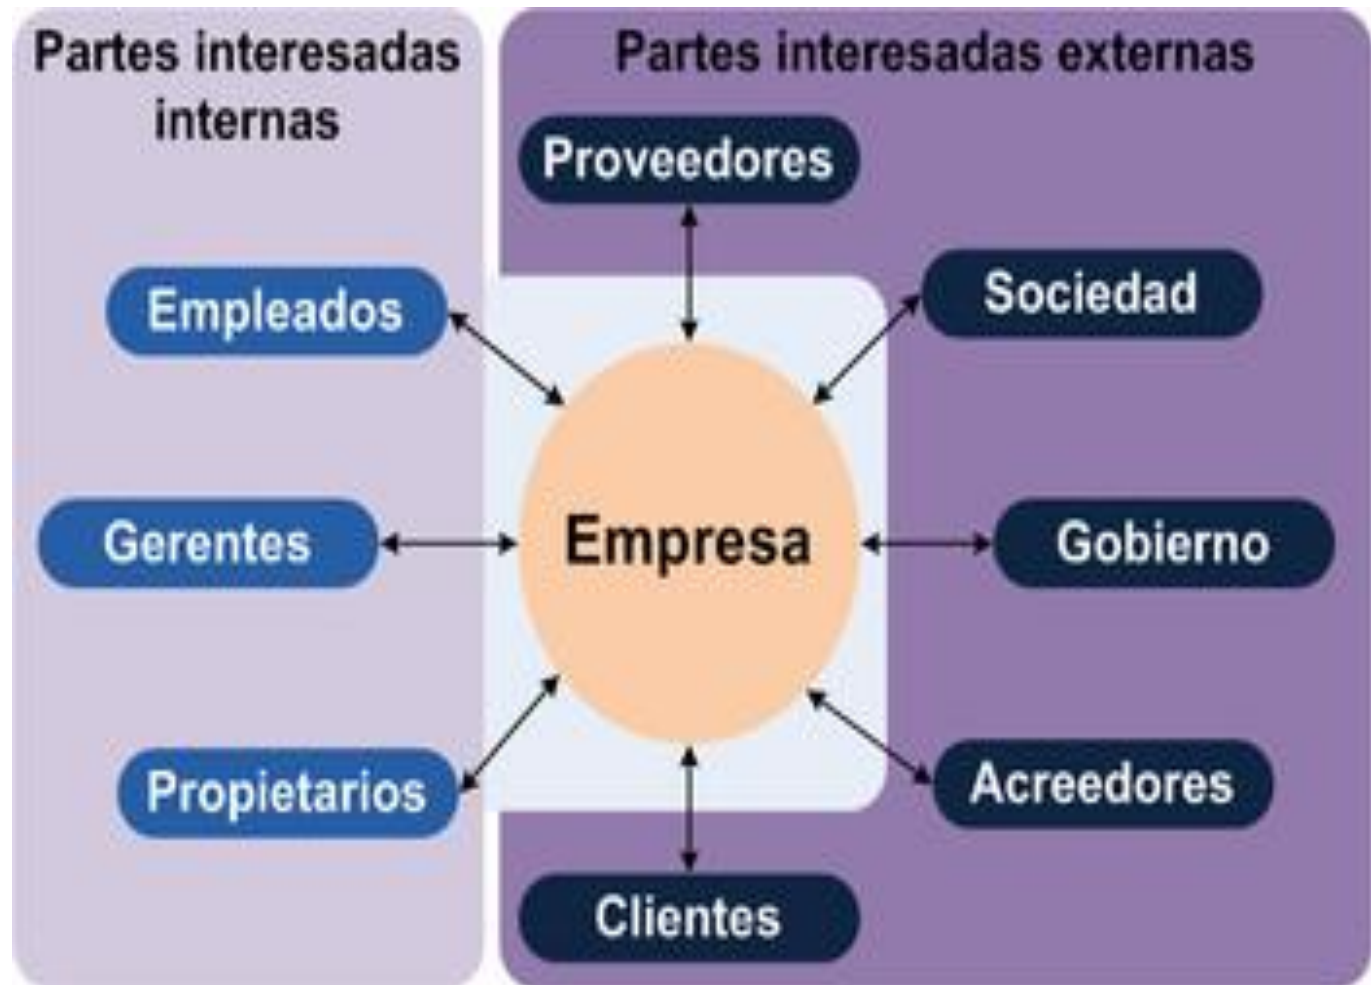 Partes interesadas
internas
Partes interesadas externas
Proveedores
Empleados
Sociedad
Gerentes
Empresa
Gobierno
Propietarios
Acreedores
Clientes